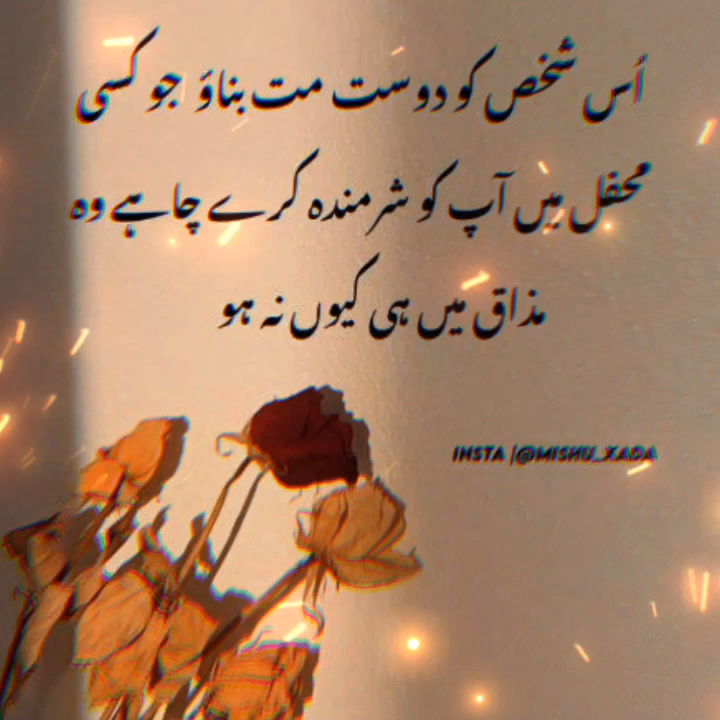 اُس شخص کو دوست مت بناؤ جو کسی
محفل میں آپ کو شرمندہ کرے چاہے وہ
مذاق میں ہی کیوں نہ ہو
INSTA |@MISHU_XADA